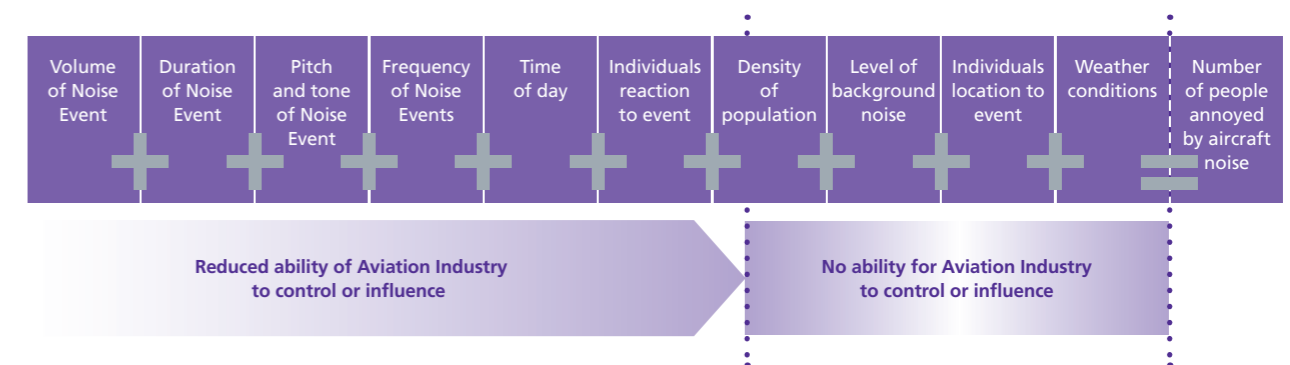 Volume
of Noise
Event
Duration
of Noise
Event
Pitch
and tone
of Noise
Event
Frequency
of Noise
Events
Time
of day
Individuals
reaction
to event
Density
of
population
Level of
background
noise
Individuals
location to
event
Weather
conditions
Number
of people
annoyed
by aircraft
noise
Reduced ability of Aviation Industry
to control or influence
No ability for Aviation Industry
to control or influence